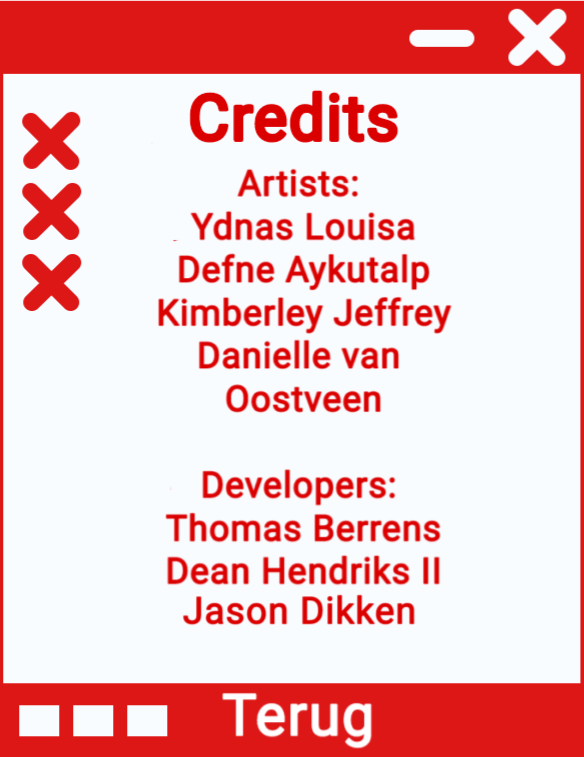 Credits
Artists:
Ydnas Louisa
Defne Aykutalp
Kimberley Jeffrey
Danielle van
Oostveen
Developers:
Thomas Berrens
Dean Hendriks II
Jason Dikken
Terug